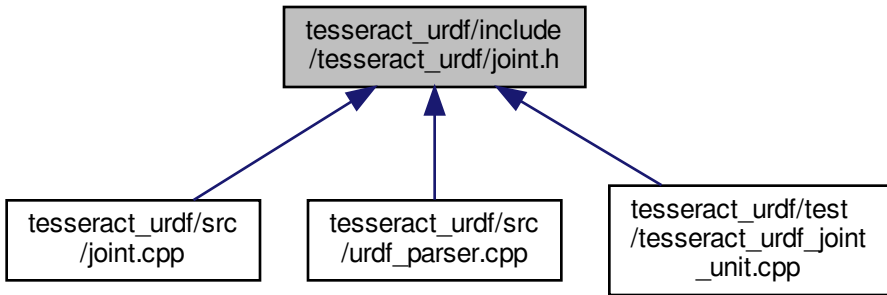 tesseract_urdf/include
/tesseract_urdf/joint.h
tesseract_urdf/src
/joint.cpp
tesseract_urdf/src
/urdf_parser.cpp
tesseract_urdf/test
/tesseract_urdf_joint
_unit.cpp